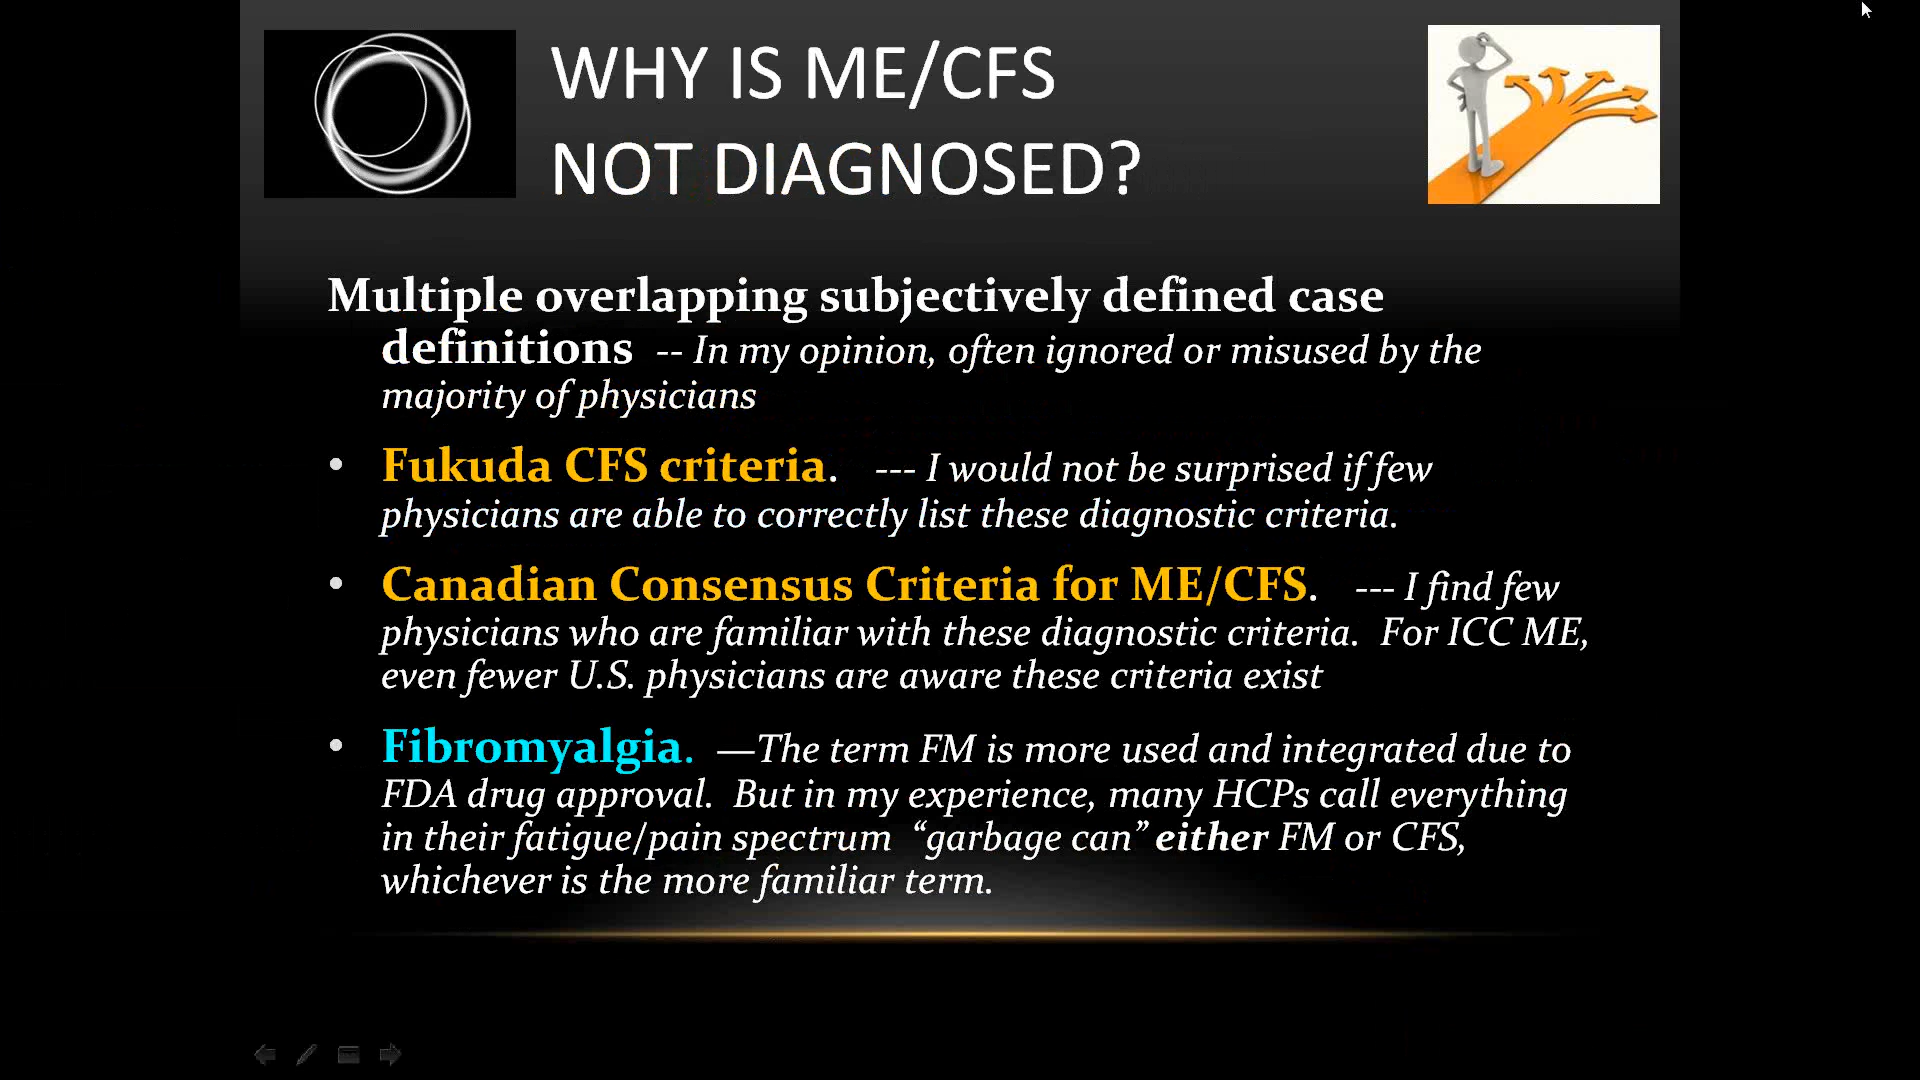 WHY IS ME/CFS
NOT DIAGNOSED?
Multiple overlapping subjectively defined case
definitions -- In my opinion, often ignored or misused by the
majority of physicians
• Fukuda CFS criteria. --- I would not be surprised if few
physicians are able to correctly list these diagnostic criteria.
• Canadian Consensus Criteria for ME/CFS. --- I find few
physicians who are familiar with these diagnostic criteria. For ICC ME,
even fewer U.S. physicians are aware these criteria exist
• Fibromyalgia. —The term FM is more used and integrated due to
FDA drug approval. But in my experience, many HCPs call everything
in their fatigue/pain spectrum “garbage can” either FM or CFS,
whichever is the more familiar term.